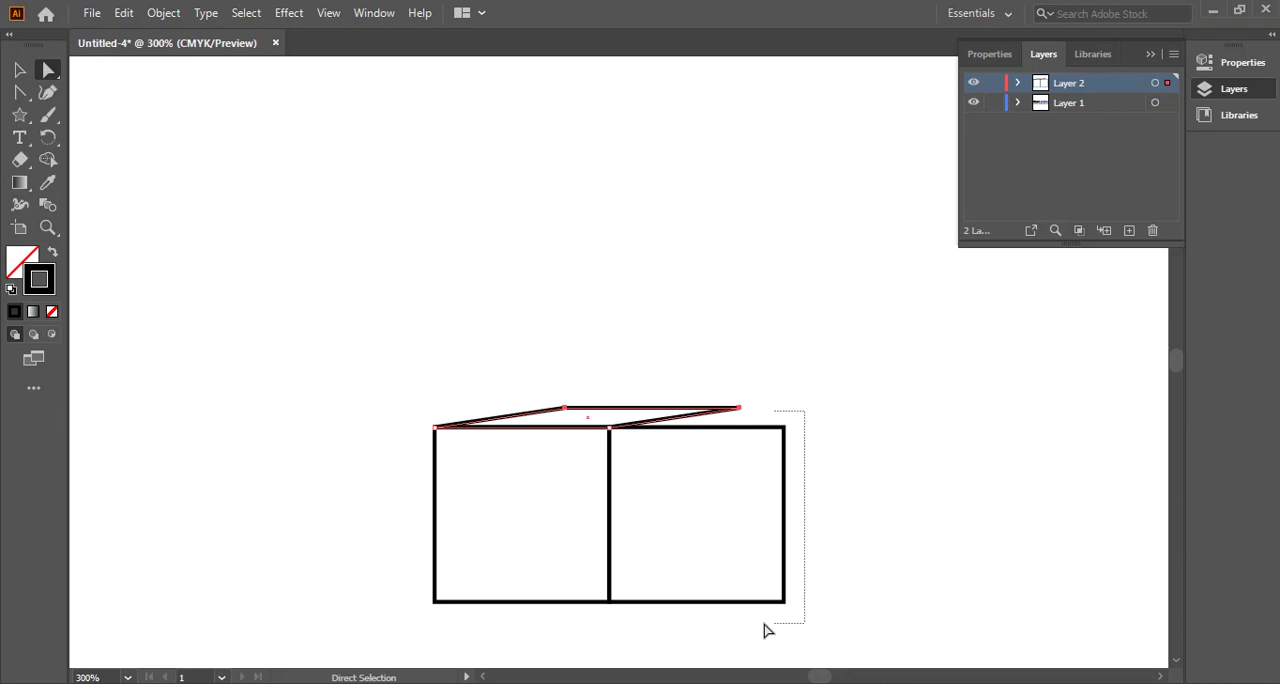 Ai File Edit Object Type Select Effect View Window Help Essentials Search Adobe Stock
Untitled-4* @ 300% (CMYK/Preview)
Properties Layers Libraries
Layer 2
Layer 1
2 La...
Properties
Layers
Libraries
T
300% 1 Direct Selection